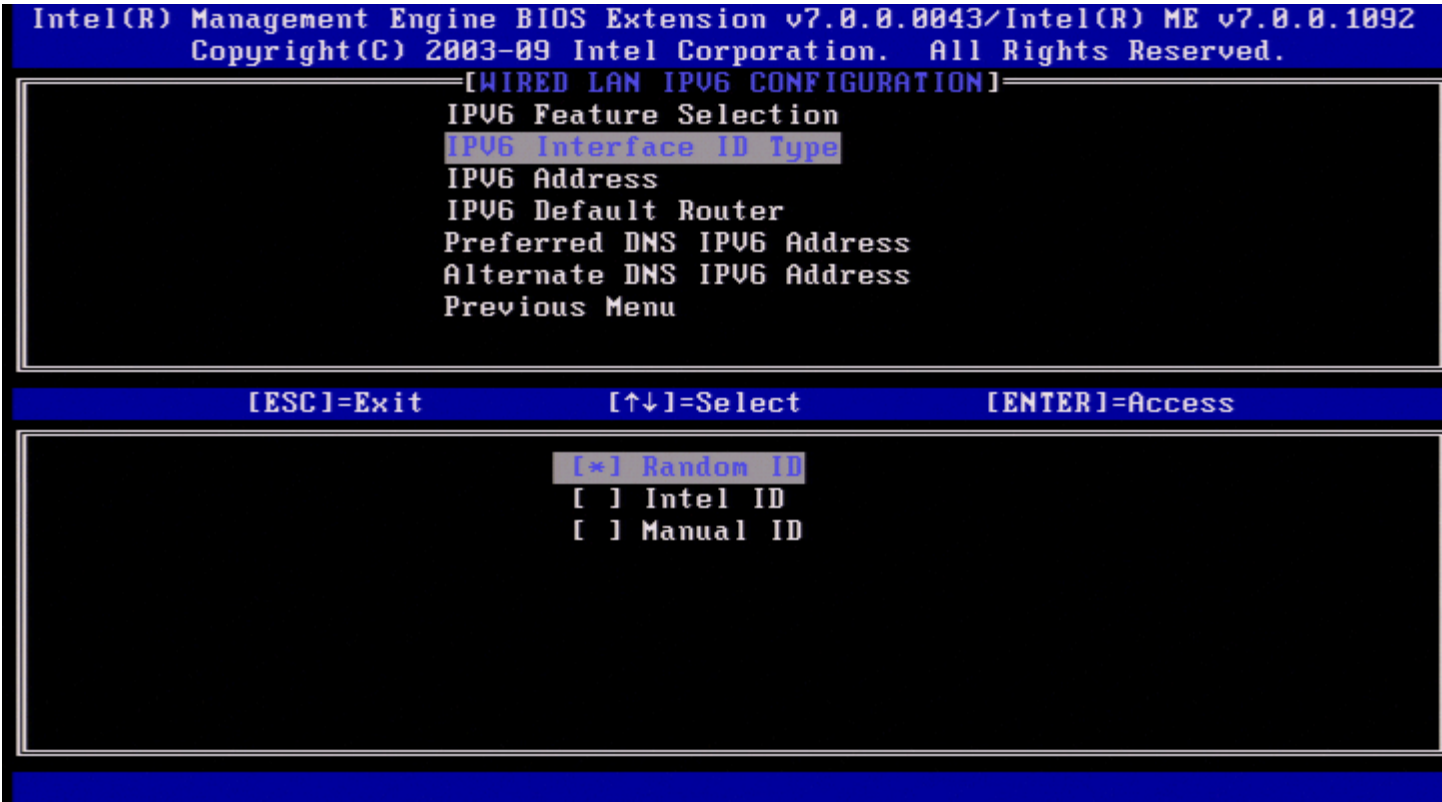 Intel(R) Management Engine BIOS Extension v7.0.0.0043/Intel(R) ME v7.0.0.1092
Copyright(C) 2003-09 Intel Corporation. All Rights Reserved.
[WIRED LAN IPV6 CONFIGURATION]
IPV6 Feature Selection
IPV6 Interface ID Type
IPV6 Address
IPV6 Default Router
Preferred DNS IPV6 Address
Alternate DNS IPV6 Address
Previous Menu
[ESC]=Exit [↑↓]=Select [ENTER]=Access
[*] Random ID
[ ] Intel ID
[ ] Manual ID